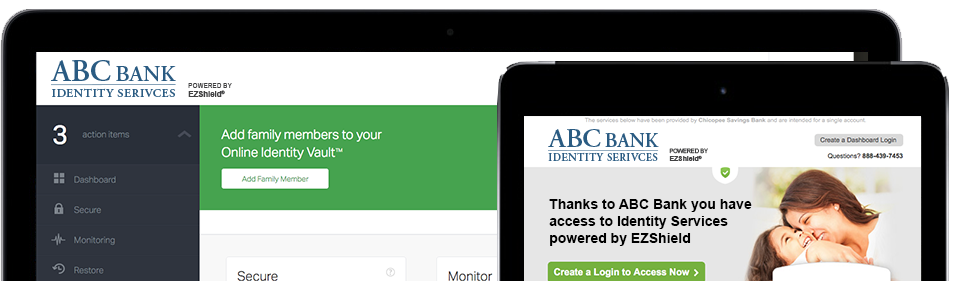 ABC BANK
IDENTITY SERIVCES
POWERED BY
EZShield®
3 action items
Dashboard
Secure
Monitoring
Restore
Add family members to your
Online Identity Vault™
Add Family Member
Secure
Monitor
The services below have been provided by Chicopee Savings Bank and are intended for a single account.
ABC BANK
IDENTITY SERIVCES
POWERED BY
EZShield®
Create a Dashboard Login
Questions? 888-439-7453
Thanks to ABC Bank you have
access to Identity Services
powered by EZShield
Create a Login to Access Now